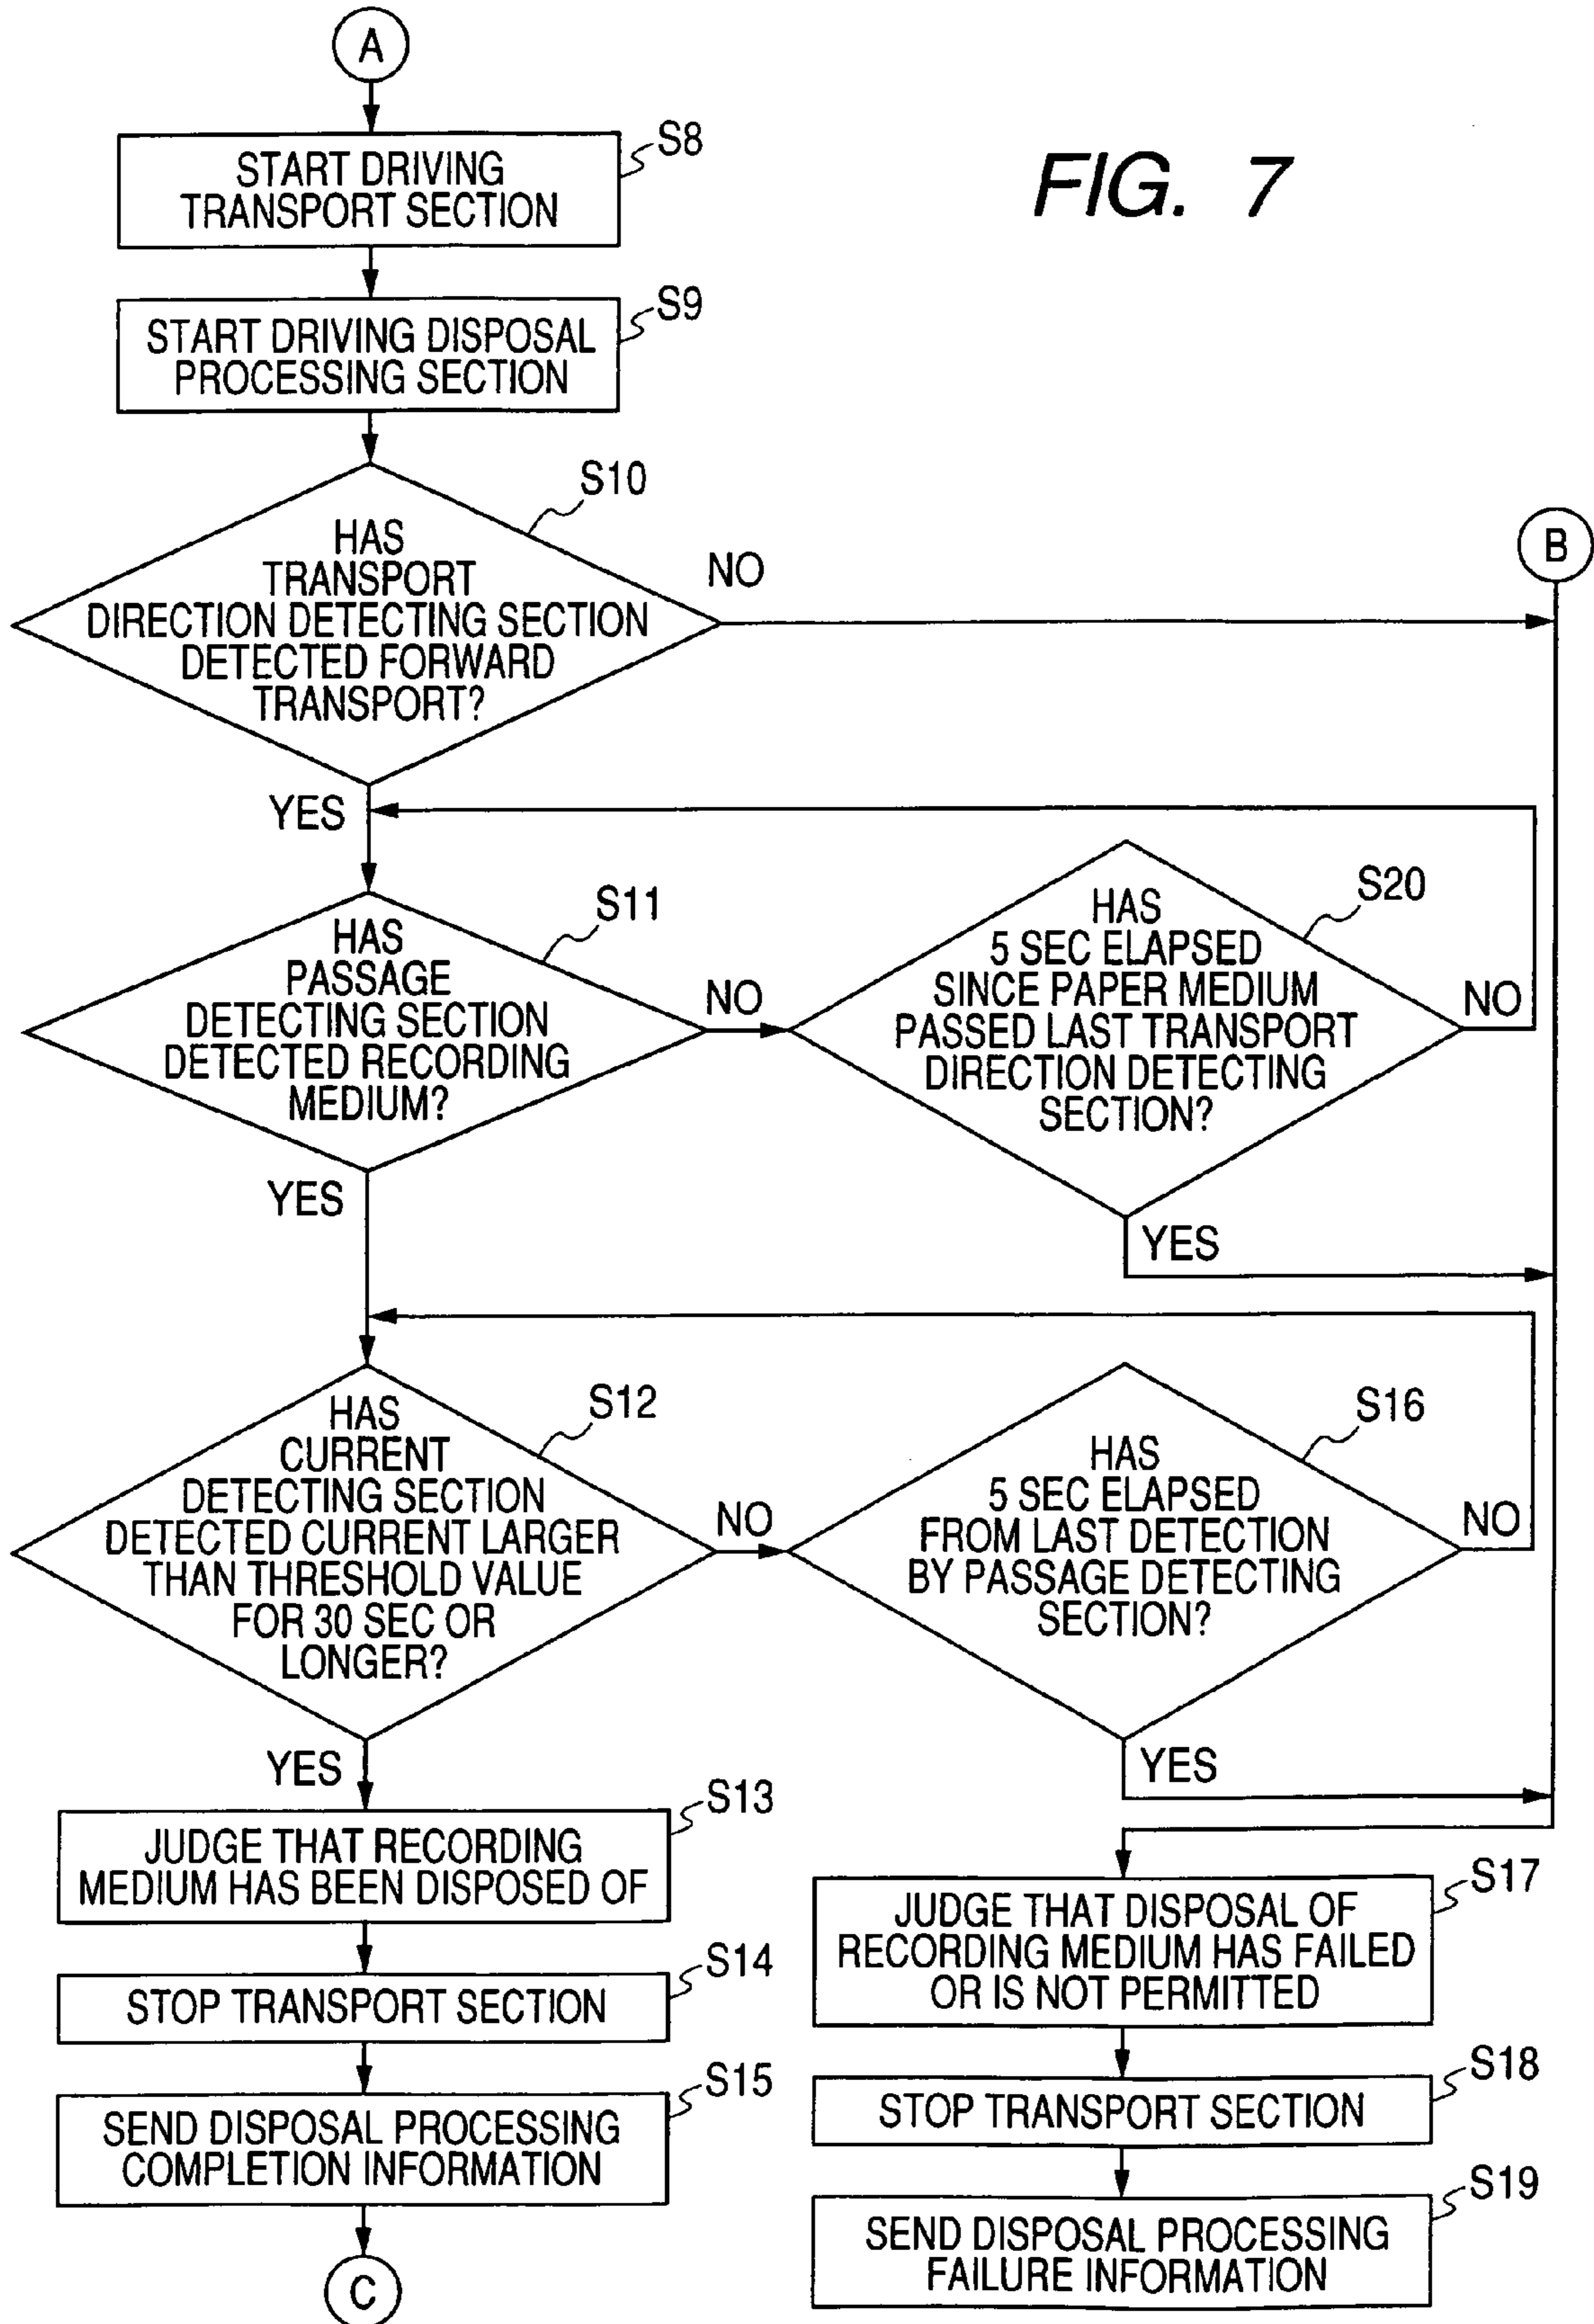 A
START DRIVING
TRANSPORT SECTION
S8
FIG. 7
START DRIVING DISPOSAL
PROCESSING SECTION
S9
HAS
TRANSPORT
DIRECTION DETECTING SECTION
DETECTED FORWARD
TRANSPORT?
S10
NO
B
YES
HAS
PASSAGE
DETECTING SECTION
DETECTED RECORDING
MEDIUM?
S11
NO
HAS
5 SEC ELAPSED
SINCE PAPER MEDIUM
PASSED LAST TRANSPORT
DIRECTION DETECTING
SECTION?
S20
NO
YES
YES
HAS
CURRENT
DETECTING SECTION
DETECTED CURRENT LARGER
THAN THRESHOLD VALUE
FOR 30 SEC OR
LONGER?
S12
NO
HAS
5 SEC ELAPSED
FROM LAST DETECTION
BY PASSAGE DETECTING
SECTION?
S16
NO
YES
YES
JUDGE THAT RECORDING
MEDIUM HAS BEEN DISPOSED OF
S13
STOP TRANSPORT SECTION
S14
SEND DISPOSAL PROCESSING
COMPLETION INFORMATION
S15
C
JUDGE THAT DISPOSAL OF
RECORDING MEDIUM HAS FAILED
OR IS NOT PERMITTED
S17
STOP TRANSPORT SECTION
S18
SEND DISPOSAL PROCESSING
FAILURE INFORMATION
S19